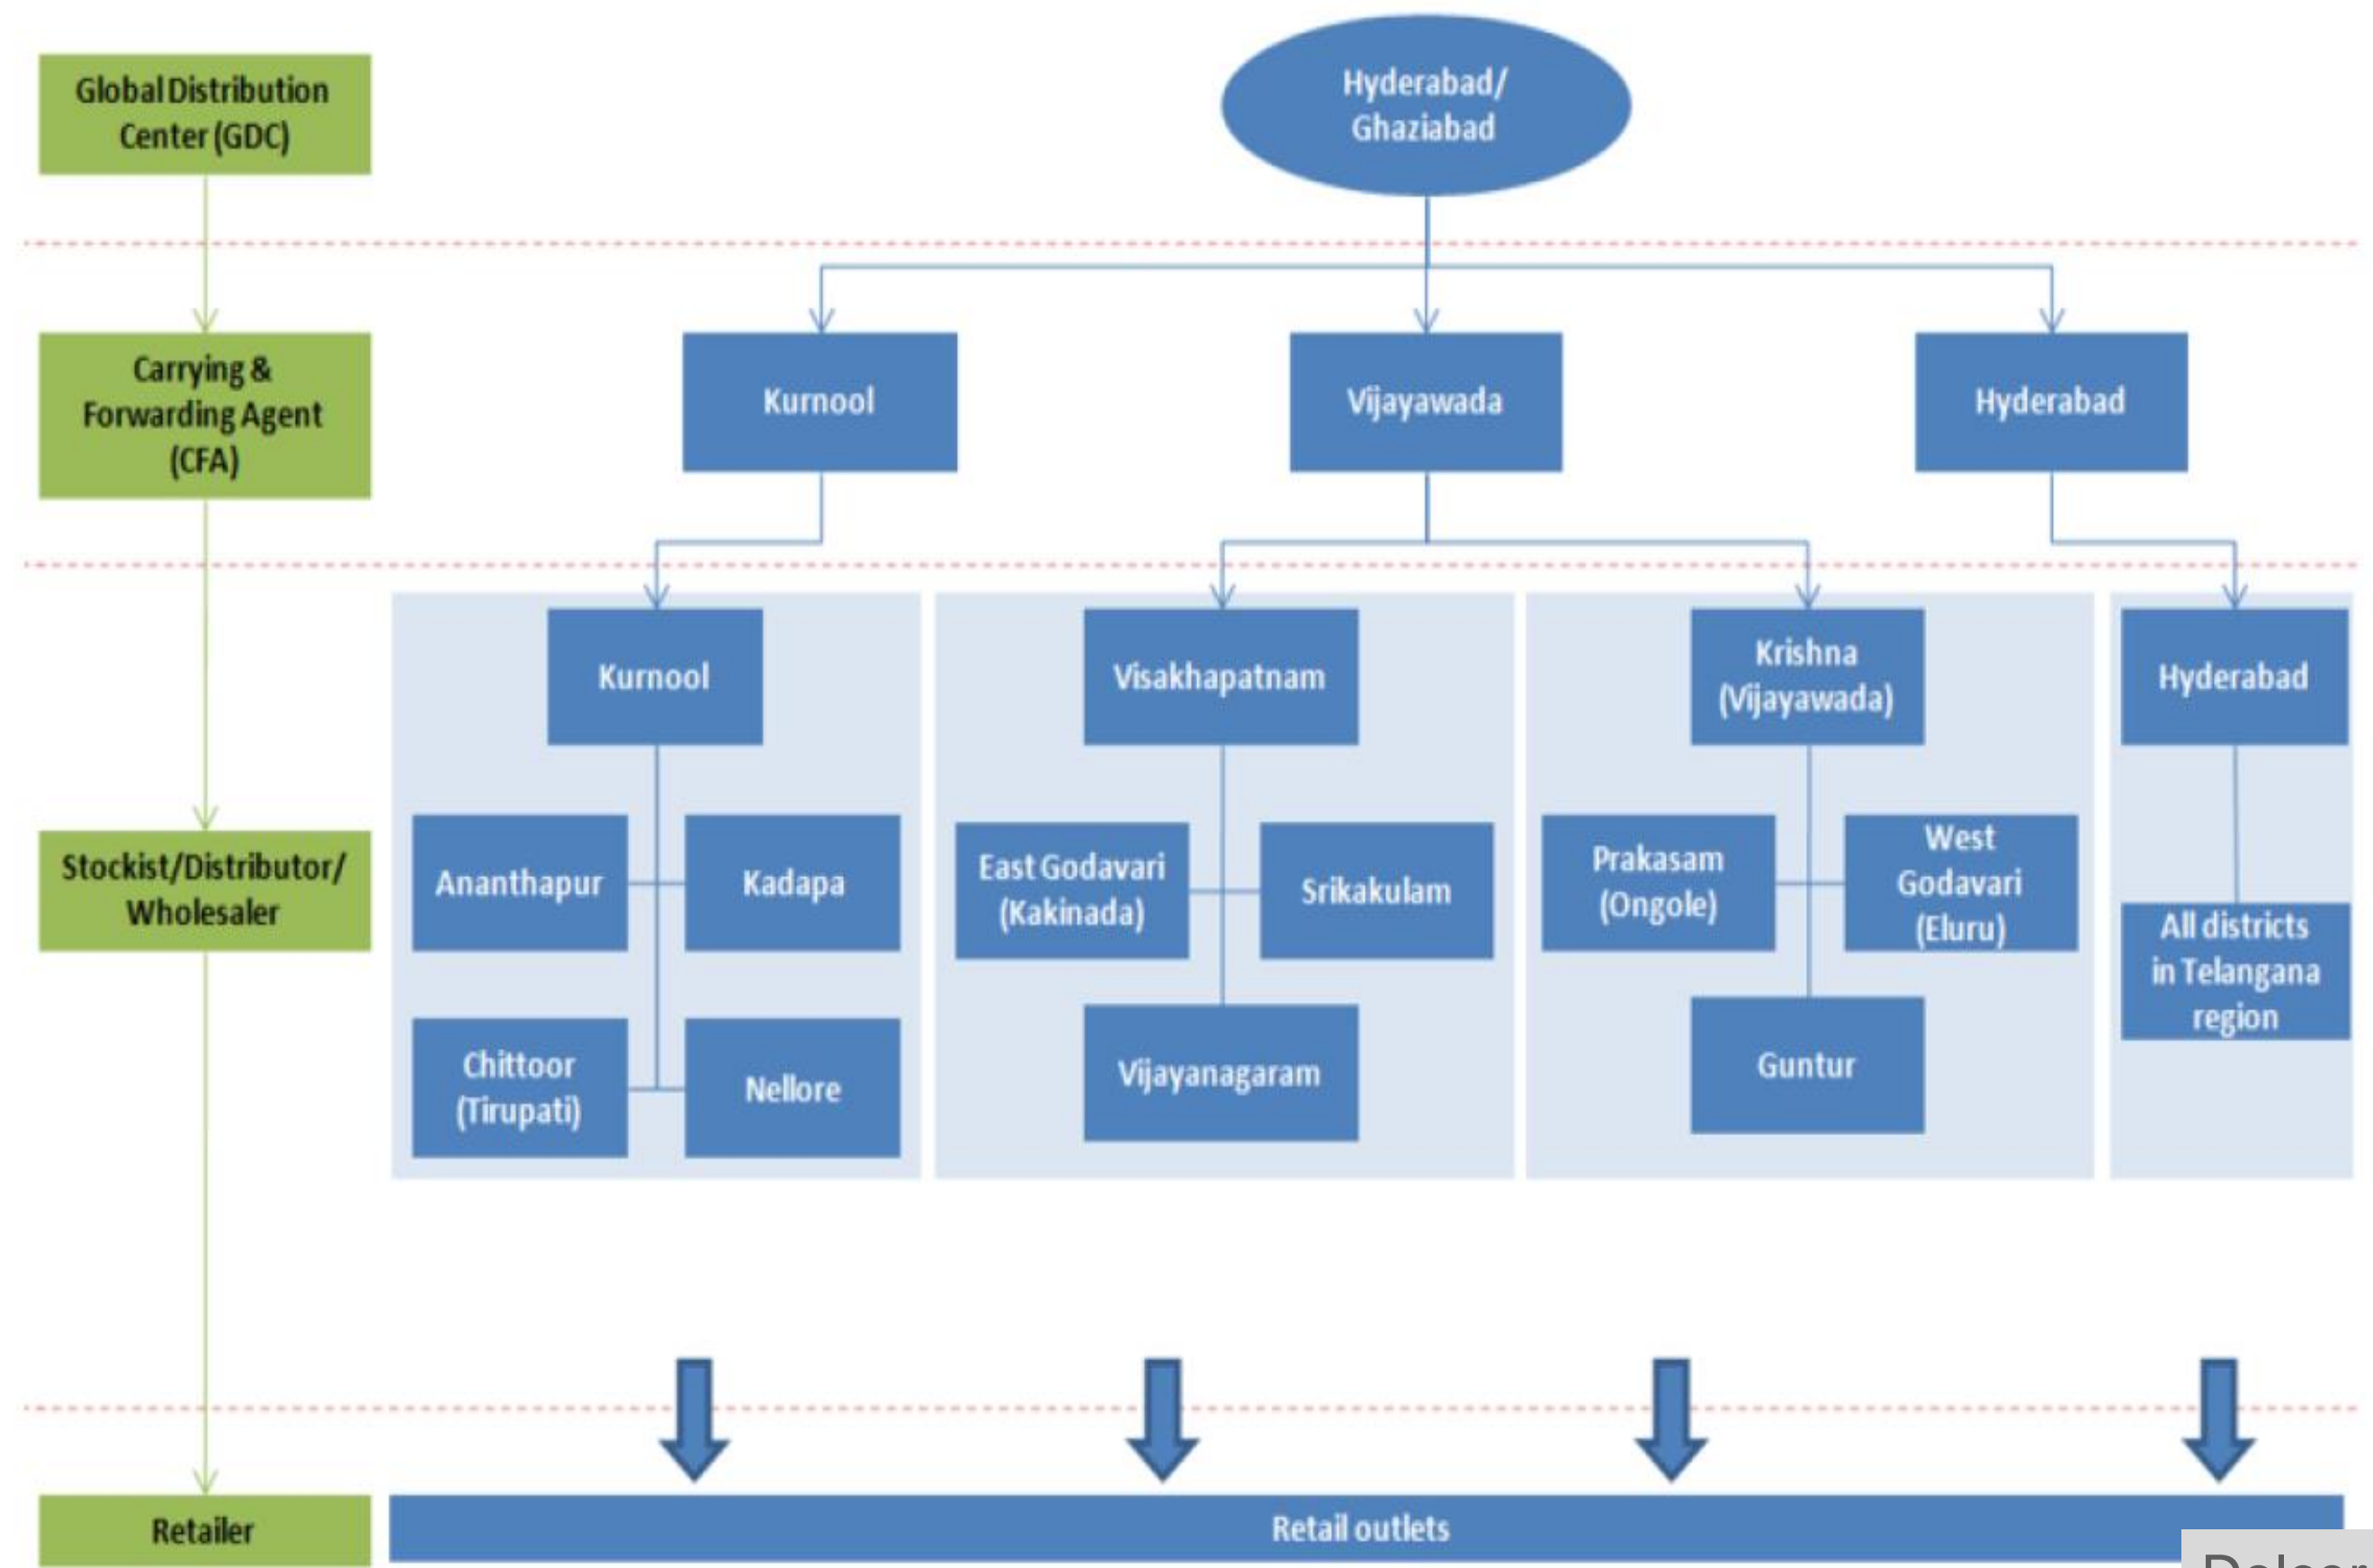 Global Distribution
Center (GDC)
Hyderabad/
Ghaziabad
Carrying &
Forwarding Agent
(CFA)
Kurnool
Vijayawada
Hyderabad
Kurnool
Visakhapatnam
Krishna
(Vijayawada)
Hyderabad
Stockist/Distributor/
Wholesaler
Ananthapur
Kadapa
East Godavari
(Kakinada)
Srikakulam
Prakasam
(Ongole)
West
Godavari
(Eluru)
All districts
in Telangana
region
Chittoor
(Tirupati)
Nellore
Vijayanagaram
Guntur
Retailer
Retail outlets